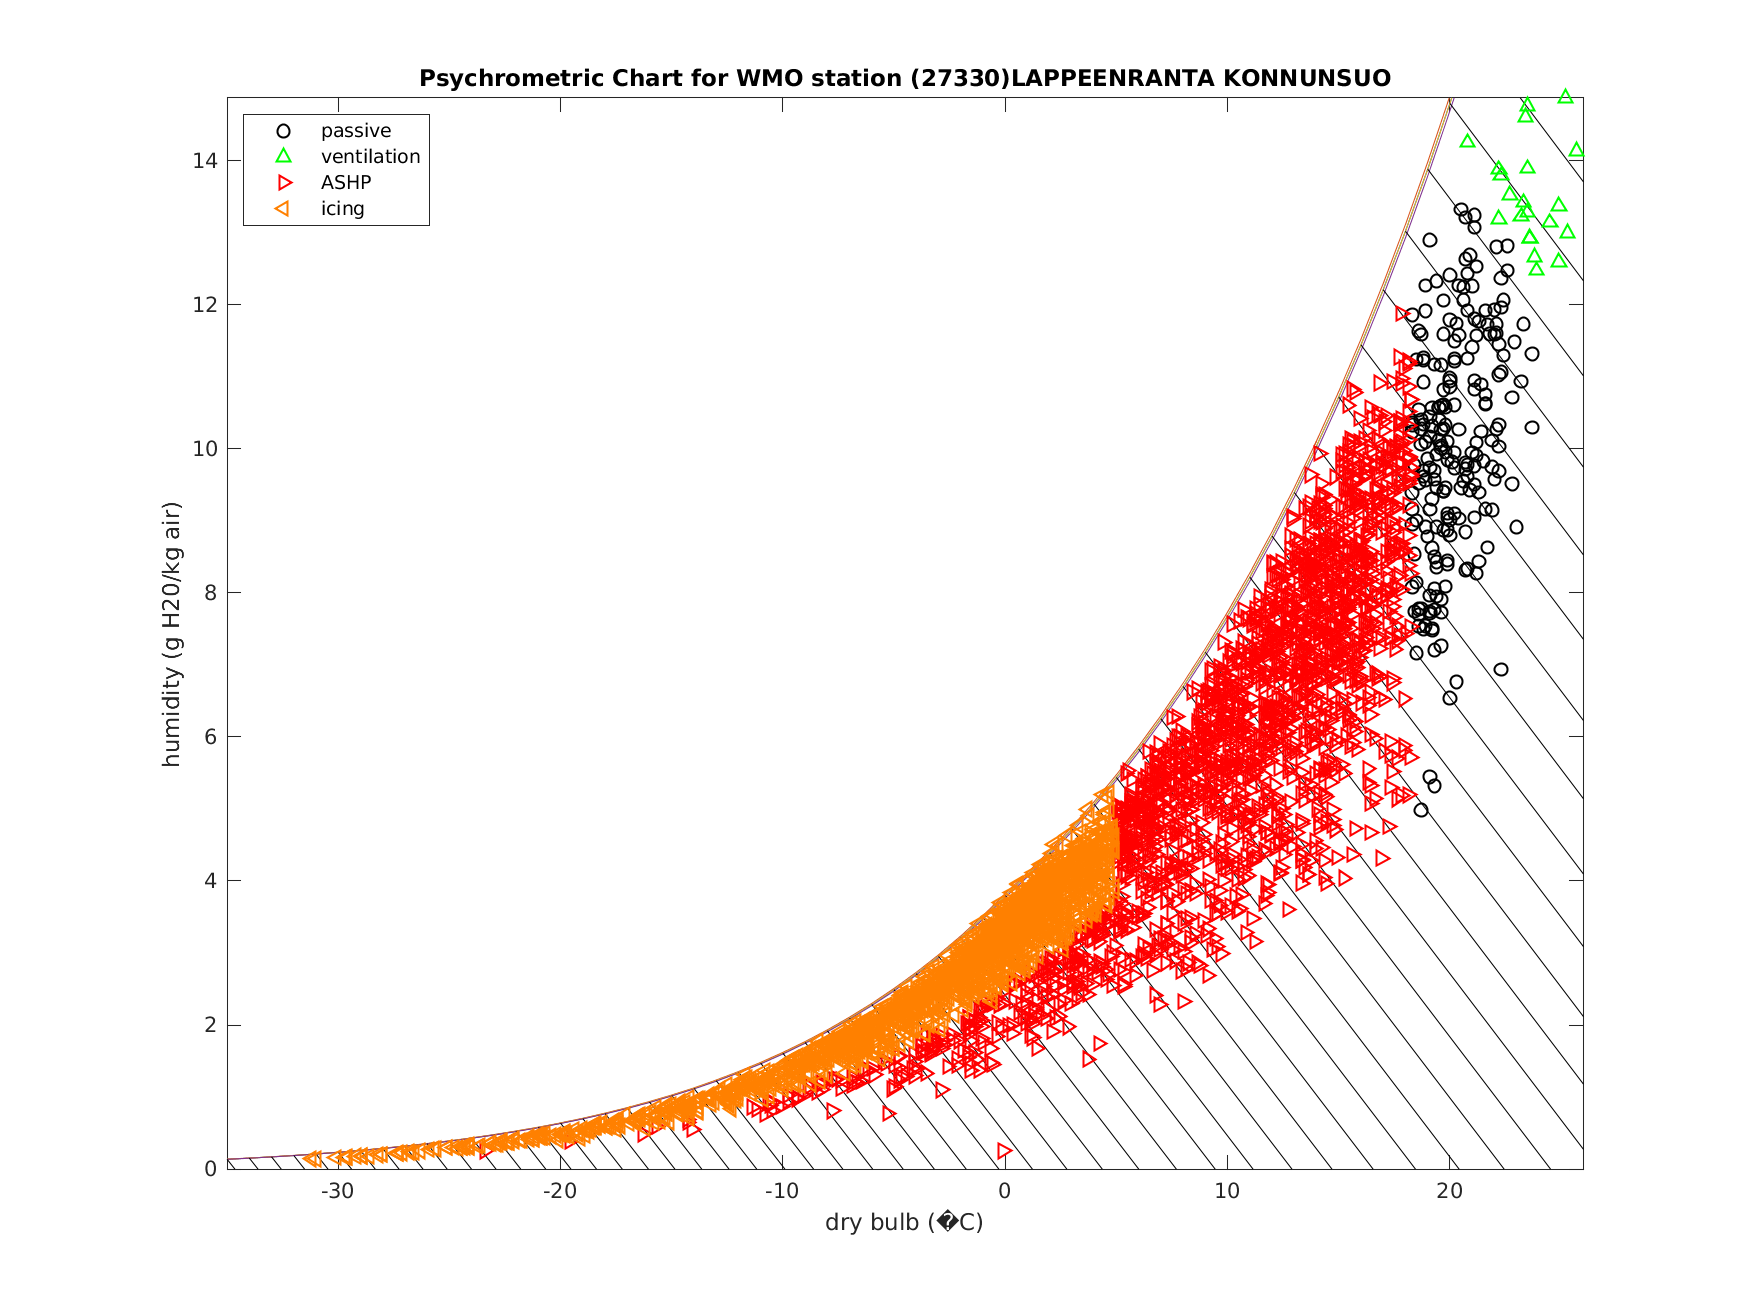 Psychrometric Chart for WMO station (27330)LAPPEENRANTA KONNUNSUO
passive
ventilation
ASHP
icing
14
12
10
8
6
4
2
0
humidity (g H20/kg air)
-30 -20 -10 0 10 20
dry bulb (�C)